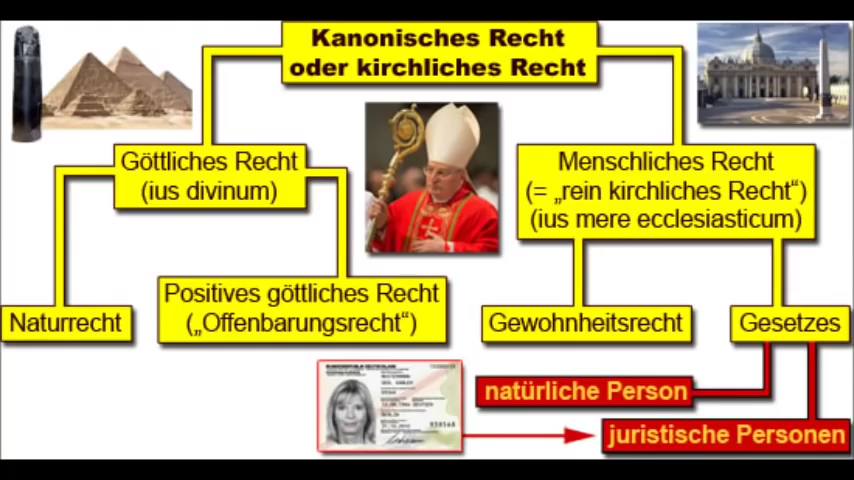 Kanonisches Recht
oder kirchliches Recht
Göttliches Recht
(ius divinum)
Menschliches Recht
(= „rein kirchliches Recht“)
(ius mere ecclesiasticum)
Naturrecht
Positives göttliches Recht
(„Offenbarungsrecht“)
Gewohnheitsrecht
Gesetzes
natürliche Person
juristische Personen